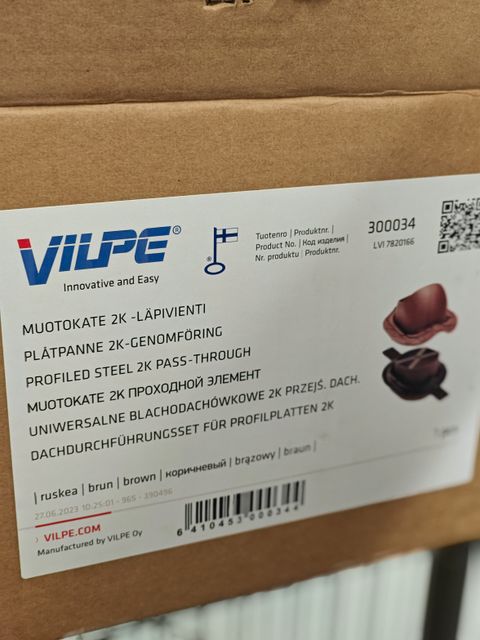 VILPE®
Innovative and Easy
Tuotenro | Produktnr. |
Product No. | Код изделия |
Nr. produktu | Produktnr.
300034
LVI 7820166
MUOTOKATE 2K -LÄPIVIENTI
PLÅTPANNE 2K-GENOMFÖRING
PROFILED STEEL 2K PASS-THROUGH
MUOTOKATE 2K ПРОХОДНОЙ ЭЛЕМЕНТ
UNIWERSALNE BLACHODACHÓWKOWE 2K PRZEJŚ. DACH.
DACHDURCHFÜHRUNGSSET FÜR PROFILPLATTEN 2K
| ruskea | brun | brown | коричневый | brązowy | braun |
27.06.2023 10:25:01 - 965 - 390496
› VILPE.COM
Manufactured by VILPE Oy
6 410453 000344